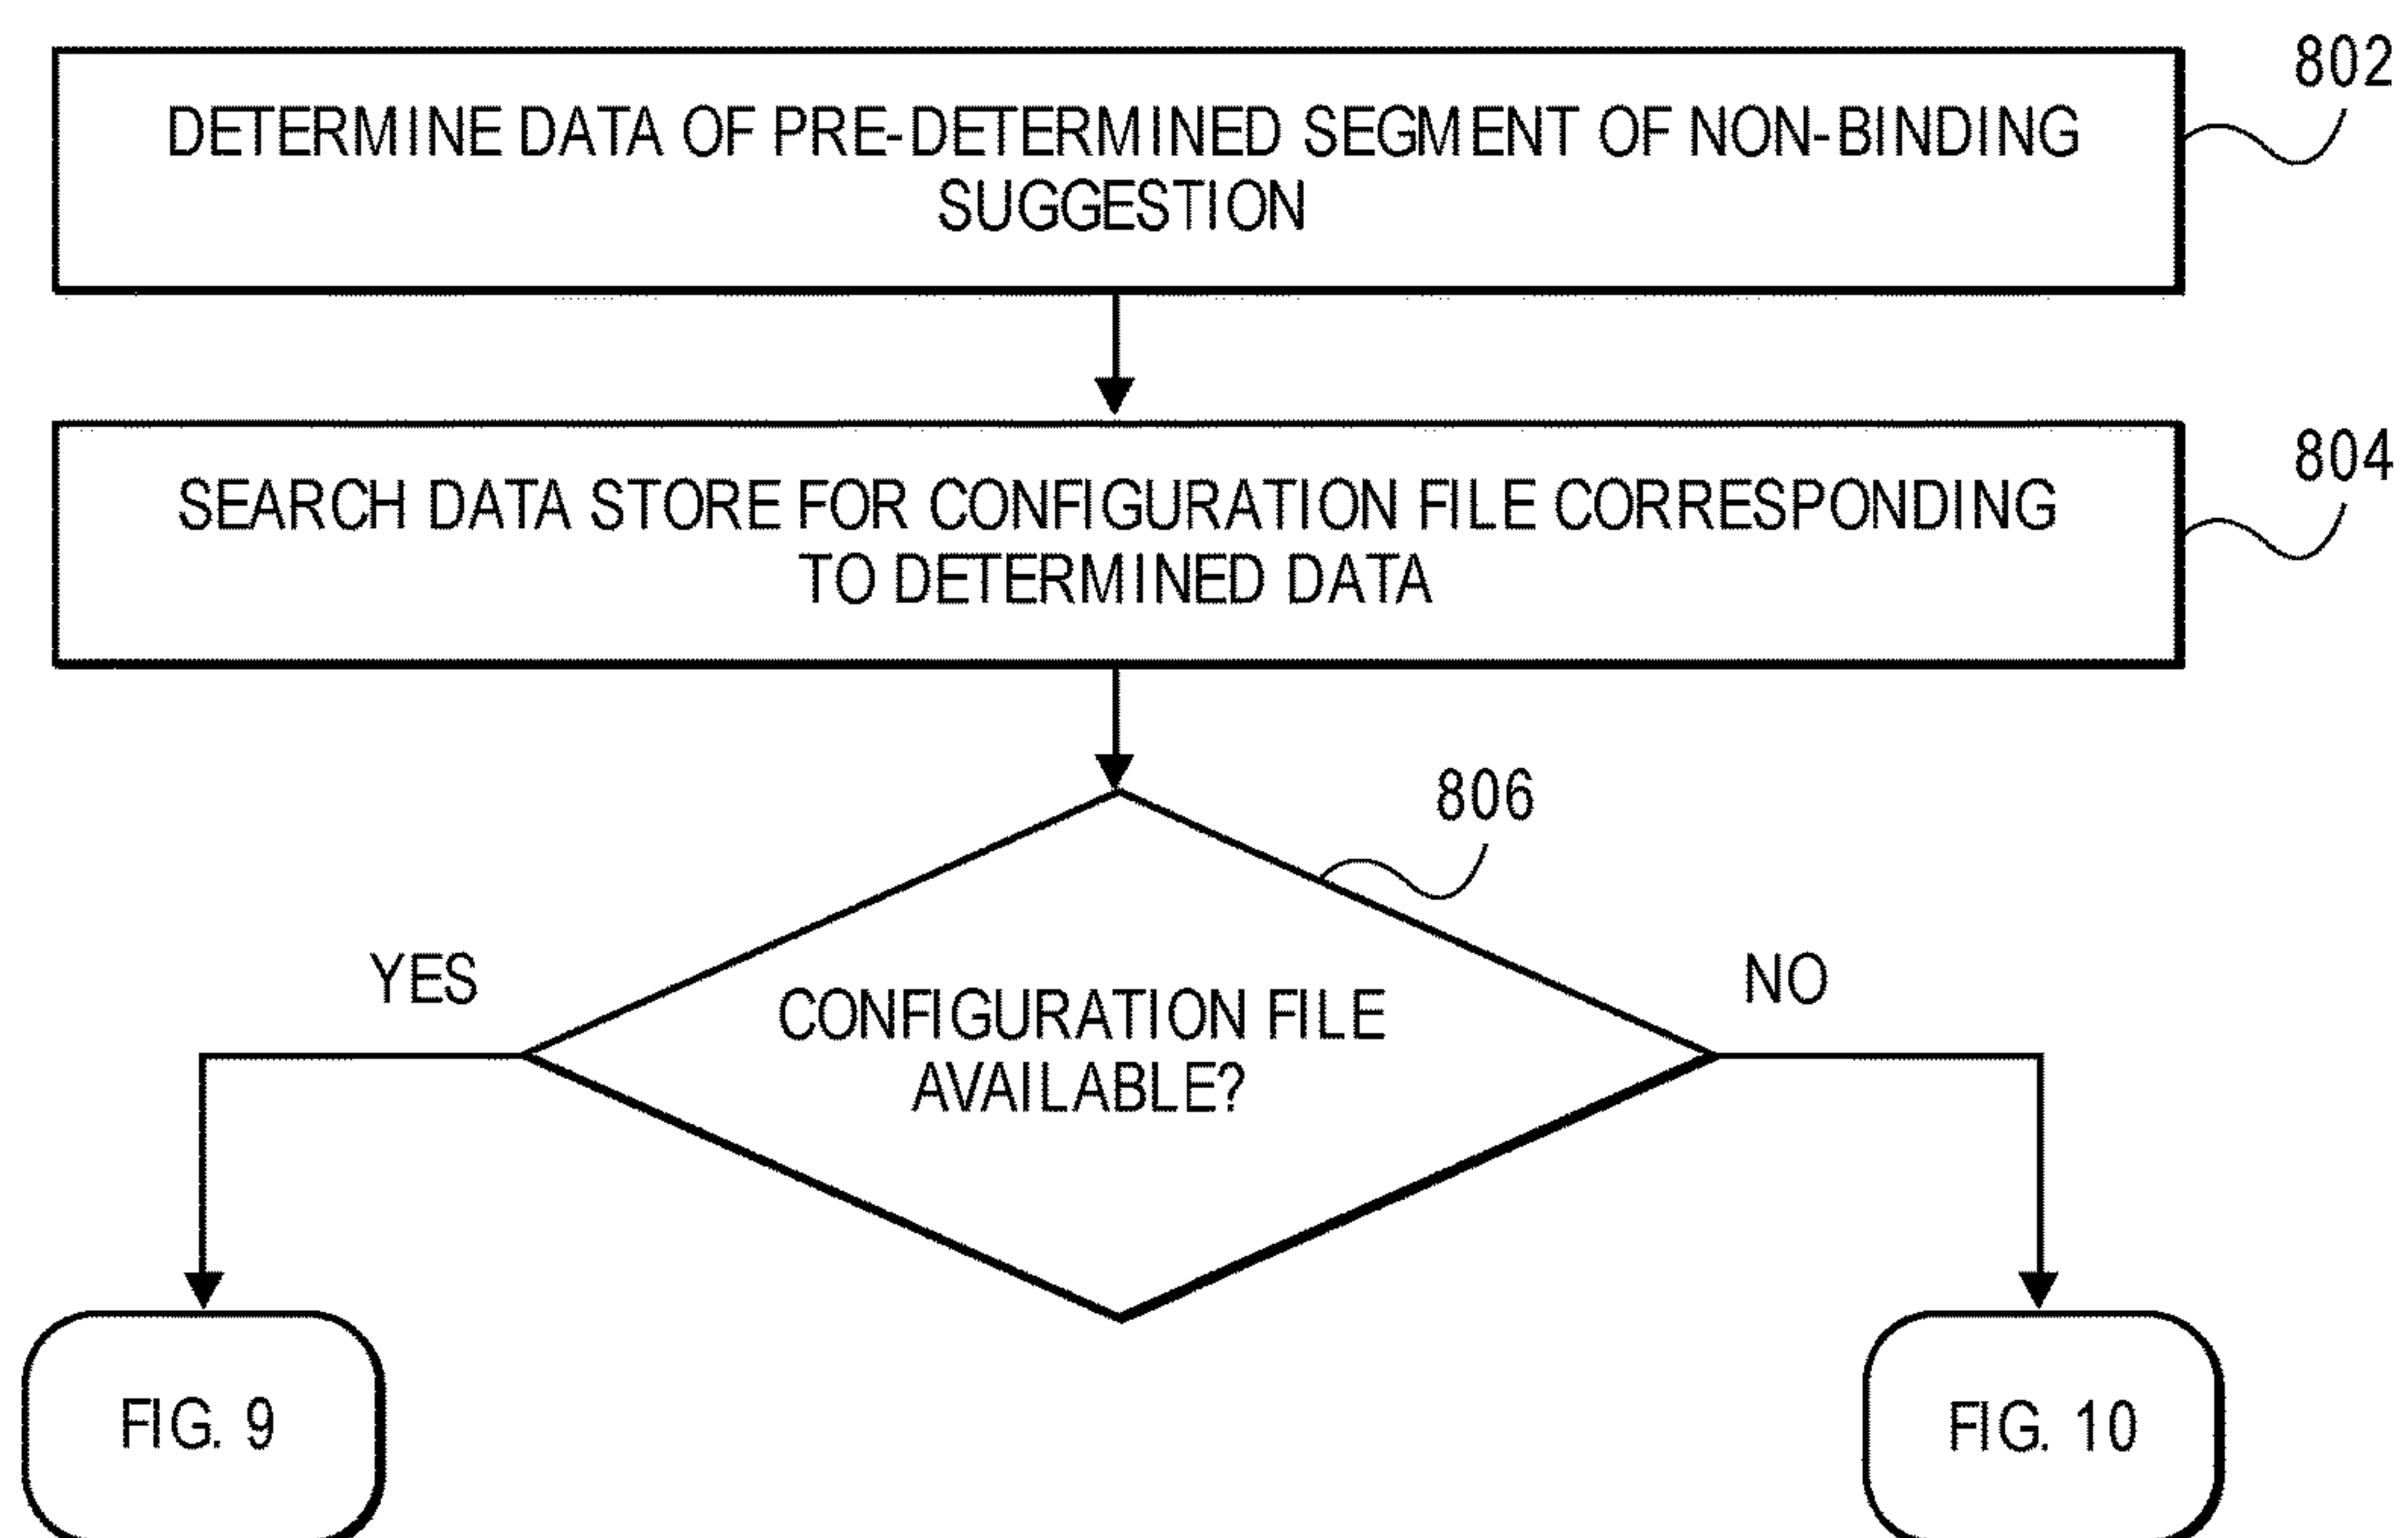 802
DETERMINE DATA OF PRE-DETERMINED SEGMENT OF NON-BINDING
SUGGESTION
804
SEARCH DATA STORE FOR CONFIGURATION FILE CORRESPONDING
TO DETERMINED DATA
806
YES
NO
CONFIGURATION FILE
AVAILABLE?
FIG. 9
FIG. 10